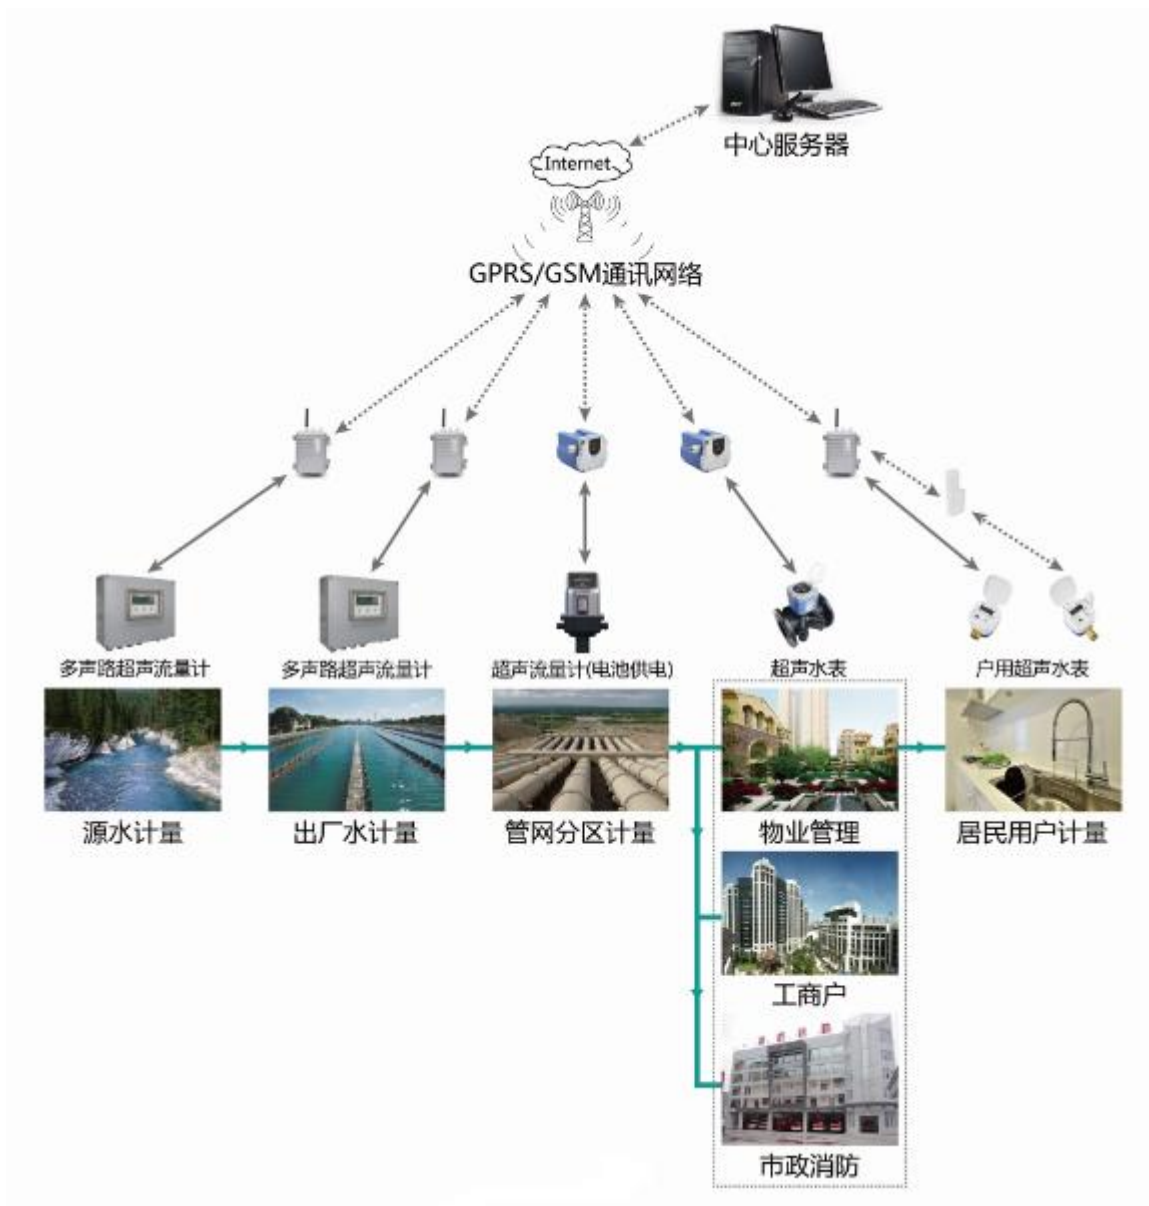 中心服务器
Internet
GPRS/GSM通讯网络
多声路超声流量计
多声路超声流量计
超声流量计(电池供电)
超声水表
户用超声水表
源水计量
出厂水计量
管网分区计量
物业管理
居民用户计量
工商户
市政消防